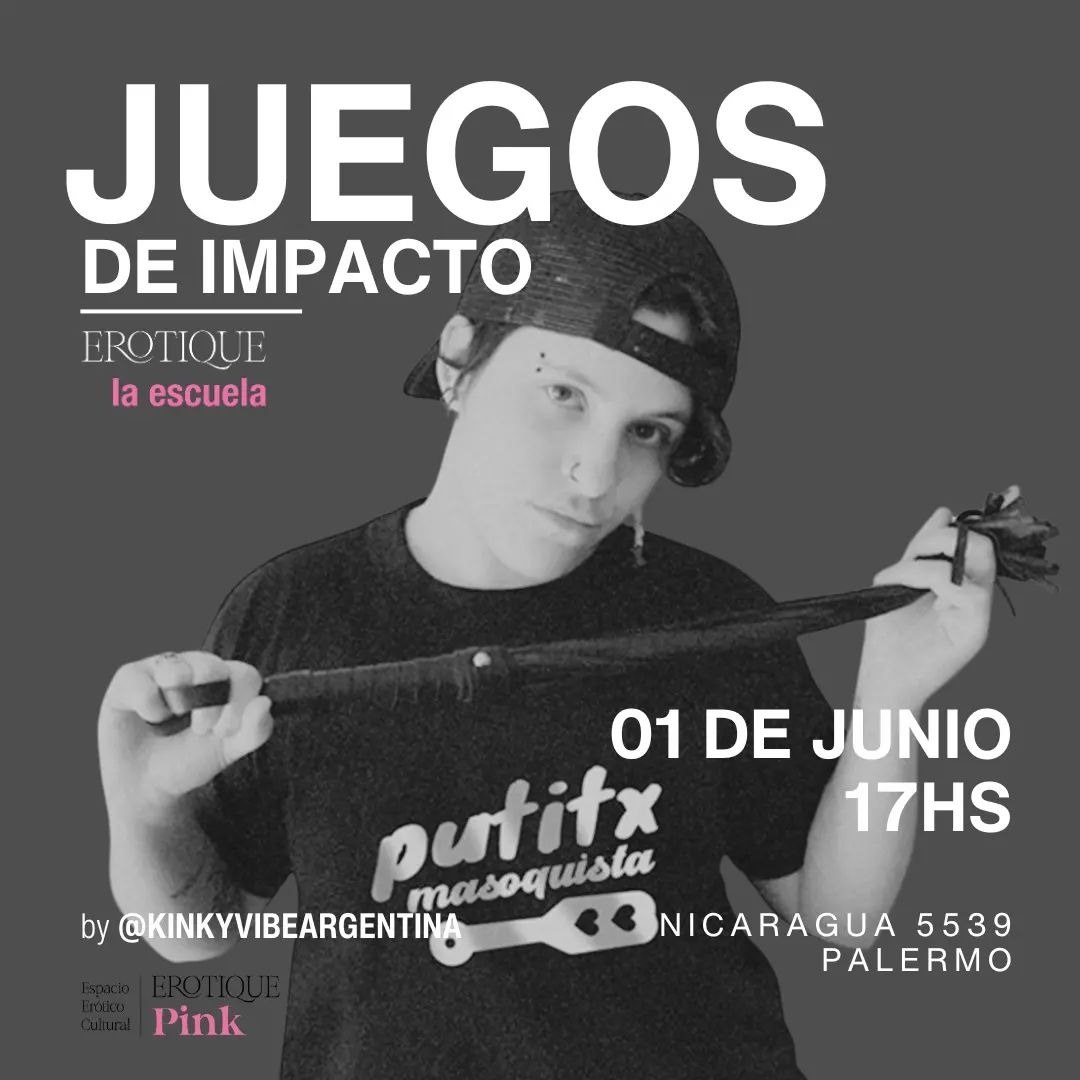 JUEGOS
DE IMPACTO
EROTIQUE
la escuela
01 DE JUNIO
17HS
putitx
masoquista
by @KINKYVIBEARGENTINA
NICARAGUA 5539
PALERMO
Espacio
Erótico
Cultural
EROTIQUE
Pink